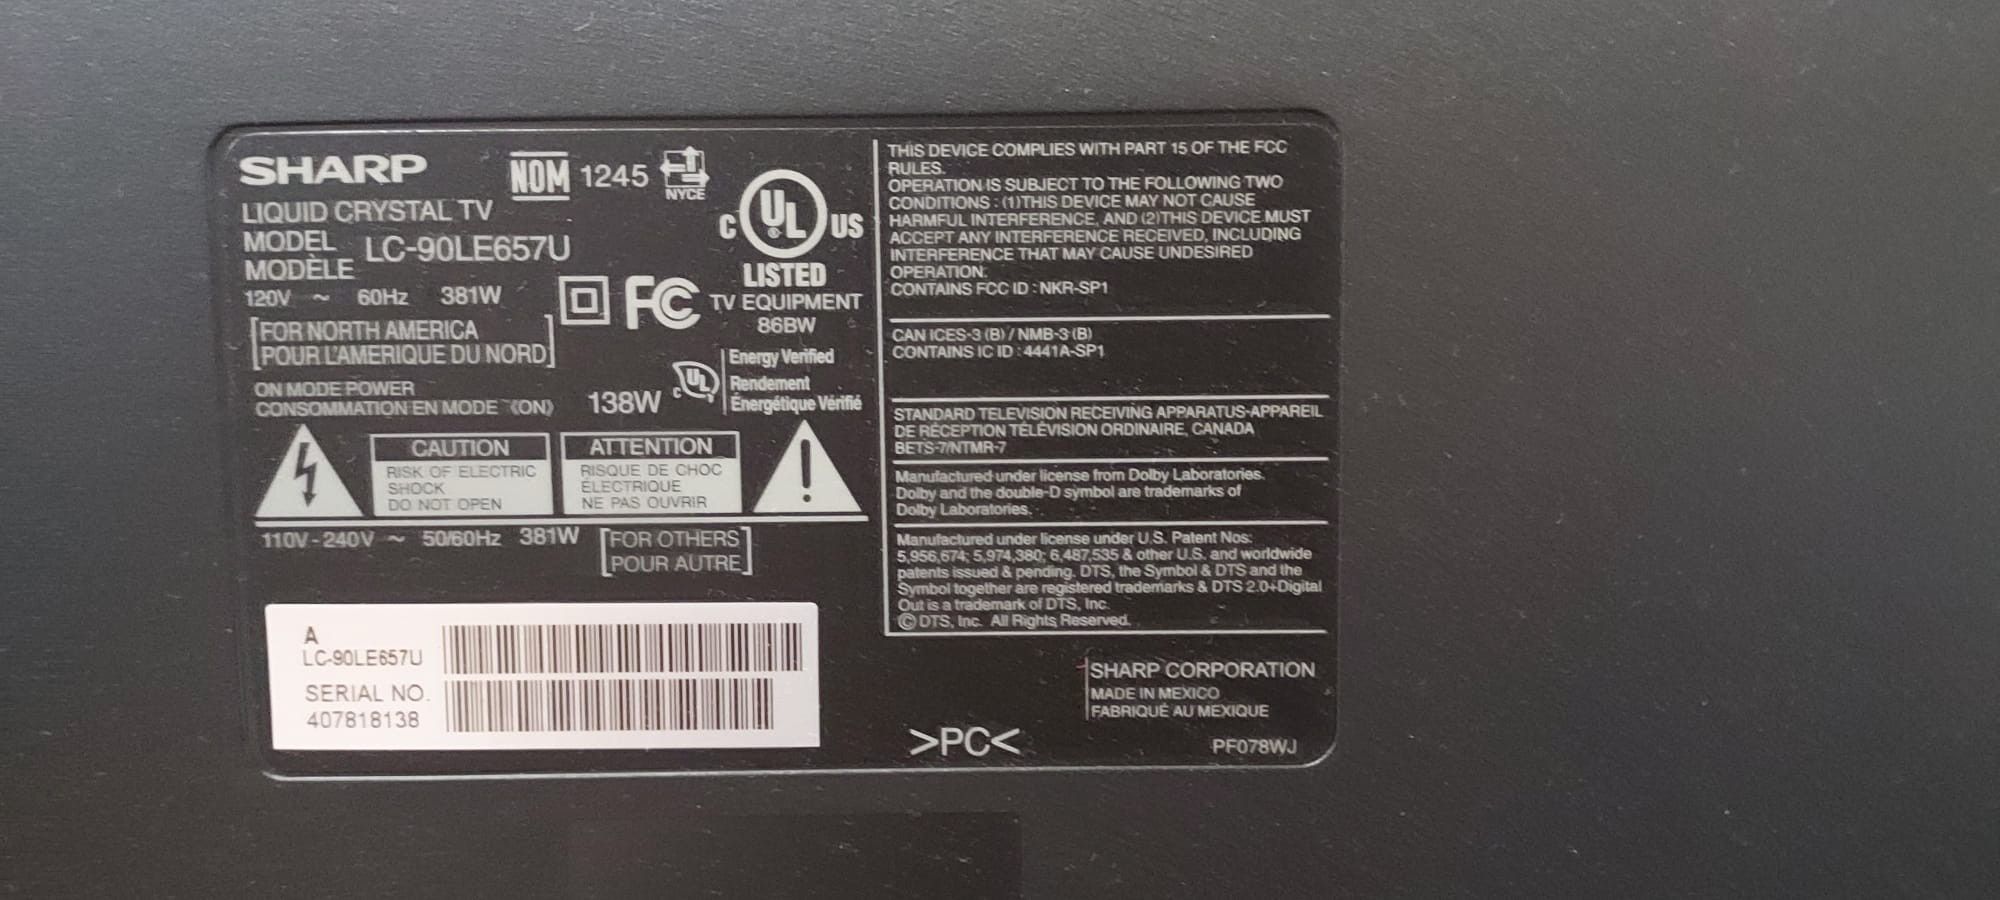 SHARP
NOM 1245 NYCE
LIQUID CRYSTAL TV
MODEL
MODÈLE LC-90LE657U
120V ~ 60Hz 381W
[FOR NORTH AMERICA
POUR L'AMERIQUE DU NORD]
C UL® US
LISTED
TV EQUIPMENT
86BW
FC
ON MODE POWER
CONSOMMATION EN MODE «ON» 138W
C UL
Energy Verified
Rendement
Énergétique Vérifié
CAUTION
RISK OF ELECTRIC
SHOCK
DO NOT OPEN
ATTENTION
RISQUE DE CHOC
ÉLECTRIQUE
NE PAS OUVRIR
110V - 240V ~ 50/60Hz 381W
[FOR OTHERS
POUR AUTRE]
A
LC-90LE657U
SERIAL NO.
407818138
THIS DEVICE COMPLIES WITH PART 15 OF THE FCC
RULES.
OPERATION IS SUBJECT TO THE FOLLOWING TWO
CONDITIONS : (1)THIS DEVICE MAY NOT CAUSE
HARMFUL INTERFERENCE, AND (2)THIS DEVICE MUST
ACCEPT ANY INTERFERENCE RECEIVED, INCLUDING
INTERFERENCE THAT MAY CAUSE UNDESIRED
OPERATION.
CONTAINS FCC ID : NKR-SP1
CAN ICES-3 (B) / NMB-3 (B)
CONTAINS IC ID : 4441A-SP1
STANDARD TELEVISION RECEIVING APPARATUS-APPAREIL
DE RÉCEPTION TÉLÉVISION ORDINAIRE, CANADA
BETS-7/NTMR-7
Manufactured under license from Dolby Laboratories.
Dolby and the double-D symbol are trademarks of
Dolby Laboratories.
Manufactured under license under U.S. Patent Nos:
5,956,674; 5,974,380; 6,487,535 & other U.S. and worldwide
patents issued & pending. DTS, the Symbol & DTS and the
Symbol together are registered trademarks & DTS 2.0+Digital
Out is a trademark of DTS, Inc.
© DTS, Inc. All Rights Reserved.
SHARP CORPORATION
MADE IN MEXICO
FABRIQUÉ AU MEXIQUE
>PC<
PF078WJ